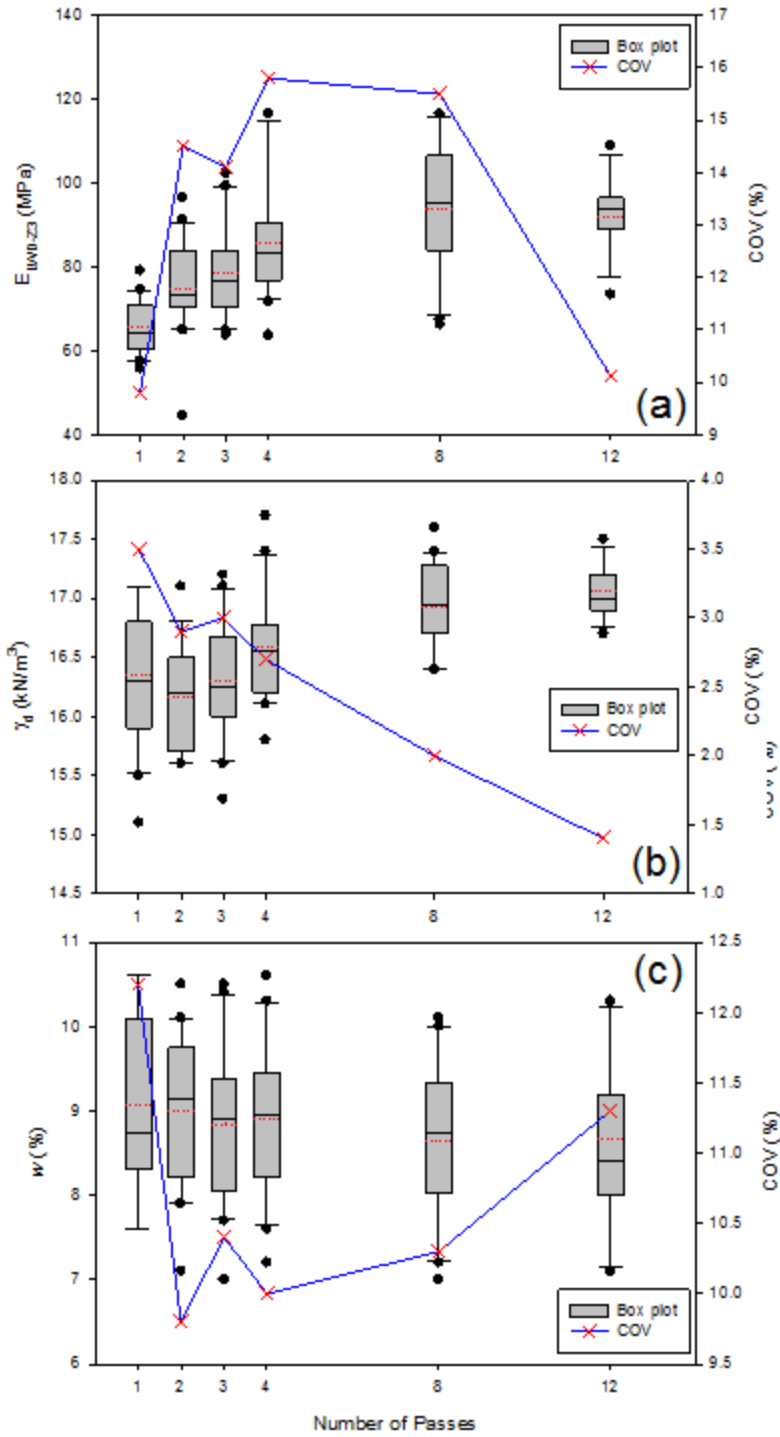 140
120
100
80
60
40
E LWD-Z3 (MPa)
17
16
15
14
13
12
11
10
9
COV (%)
Box plot
COV
(a)
1 2 3 4 8 12
18.0
17.5
17.0
16.5
16.0
15.5
15.0
14.5
γd (kN/m³)
4.0
3.5
3.0
2.5
2.0
1.5
1.0
COV (%)
COV (%)
Box plot
COV
(b)
1 2 3 4 8 12
11
10
9
8
7
6
w (%)
12.5
12.0
11.5
11.0
10.5
10.0
9.5
COV (%)
(c)
Box plot
COV
1 2 3 4 8 12
Number of Passes